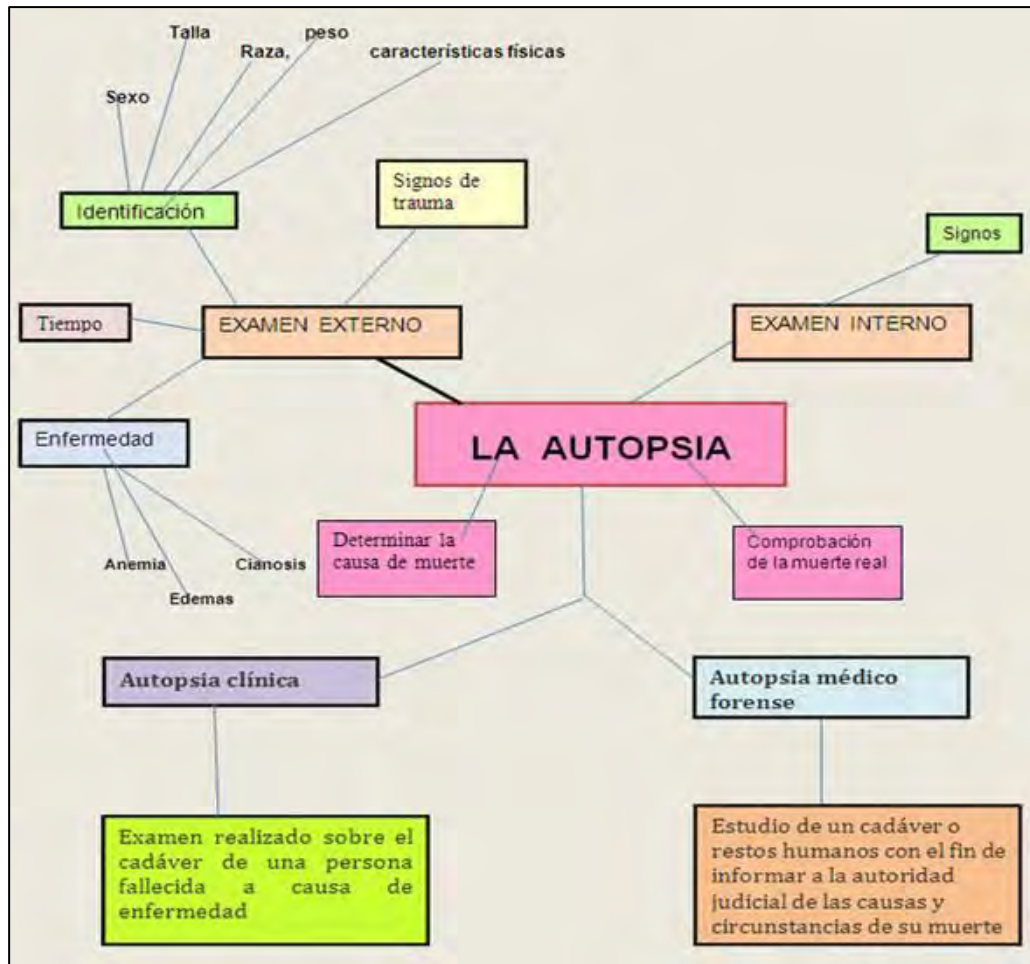 Talla
peso
Raza,
características físicas
Sexo
Signos de
trauma
Identificación
Signos
Tiempo
EXAMEN EXTERNO
EXAMEN INTERNO
Enfermedad
LA AUTOPSIA
Determinar la
causa de muerte
Comprobación
de la muerte real
Anemia
Cianosis
Edemas
Autopsia clínica
Autopsia médico
forense
Examen realizado sobre el
cadáver de una persona
fallecida a causa de
enfermedad
Estudio de un cadáver o
restos humanos con el fin de
informar a la autoridad
judicial de las causas y
circunstancias de su muerte